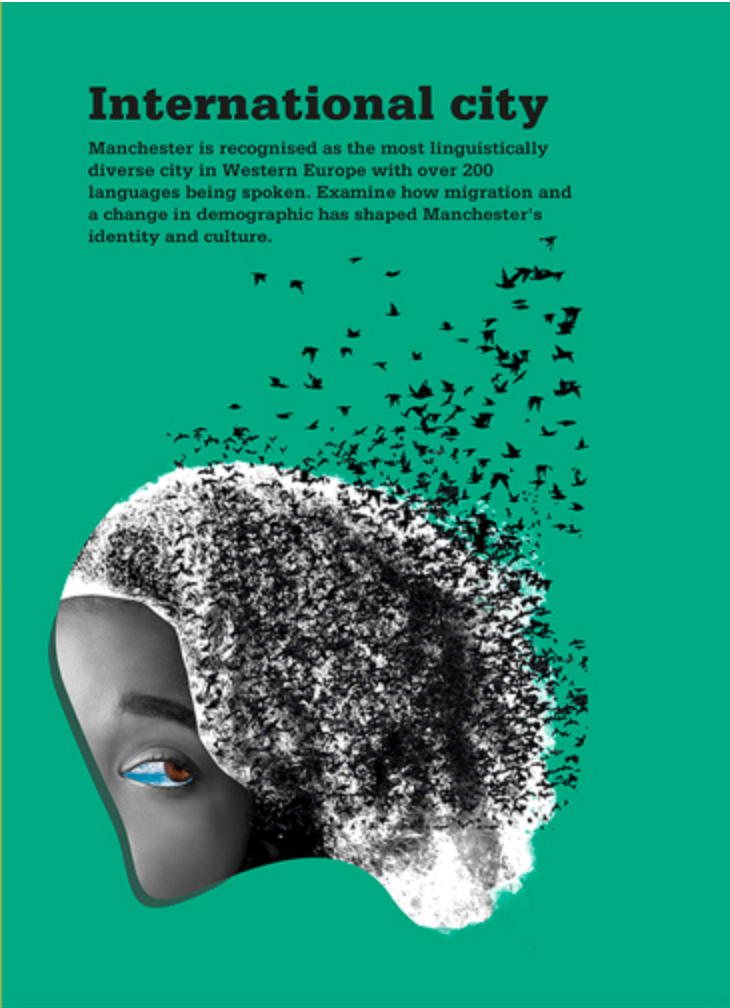 International city
Manchester is recognised as the most linguistically
diverse city in Western Europe with over 200
languages being spoken. Examine how migration and
a change in demographic has shaped Manchester's
identity and culture.